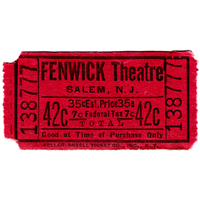 FENWICK Theatre
SALEM, N. J.
138777
35c Est. Price 35c
42c 7c Federal Tax 7c 42c
TOTAL
Good at Time of Purchase Only
138777